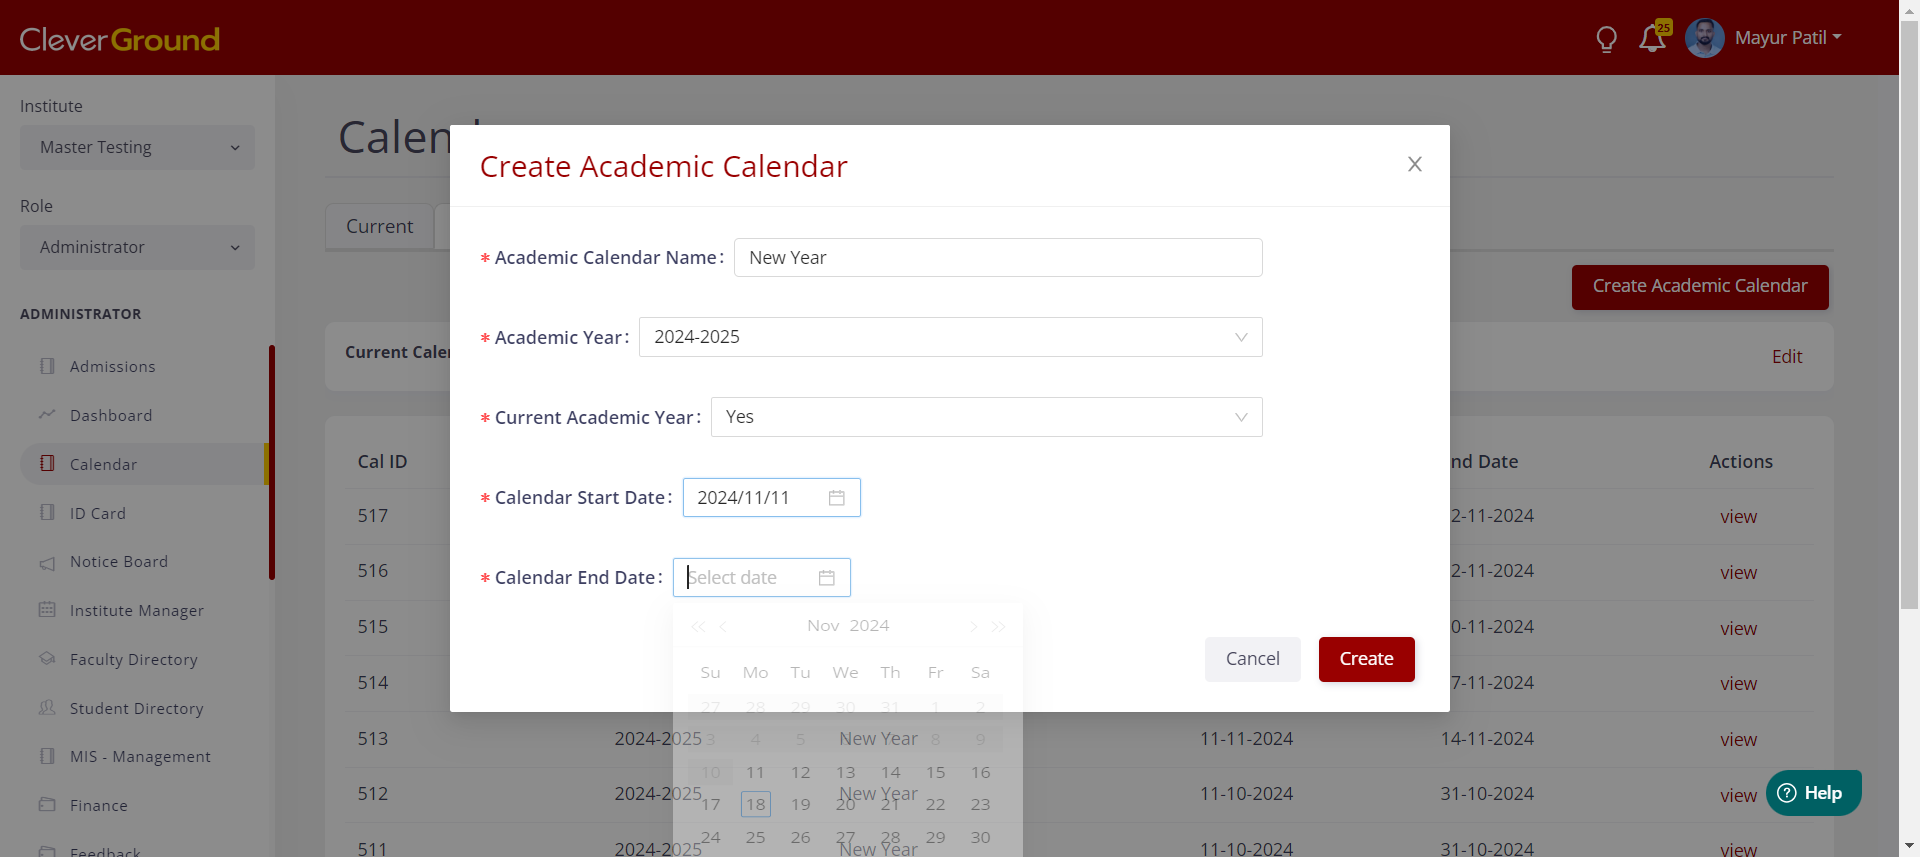 CleverGround
25
Mayur Patil
Institute
Master Testing
Role
Administrator
ADMINISTRATOR
Admissions
Dashboard
Calendar
ID Card
Notice Board
Institute Manager
Faculty Directory
Student Directory
MIS - Management
Finance
Feedback
Calend
Current
Create Academic Calendar
Current Caler
Edit
Create Academic Calendar
X
* Academic Calendar Name: New Year
* Academic Year: 2024-2025
* Current Academic Year: Yes
* Calendar Start Date: 2024/11/11
* Calendar End Date: Select date
Cancel Create
Nov 2024
Su Mo Tu We Th Fr Sa
27 28 29 30 31 1 2
3 4 5 8 9
10 11 12 13 14 15 16
17 18 19 20 21 22 23
24 25 26 27 28 29 30
Cal ID nd Date Actions
517 2-11-2024 view
516 2-11-2024 view
515 0-11-2024 view
514 7-11-2024 view
513 2024-2025 New Year 11-11-2024 14-11-2024 view
512 2024-2025 New Year 11-10-2024 31-10-2024 view
511 2024-2025 New Year 11-10-2024 31-10-2024 view
Help